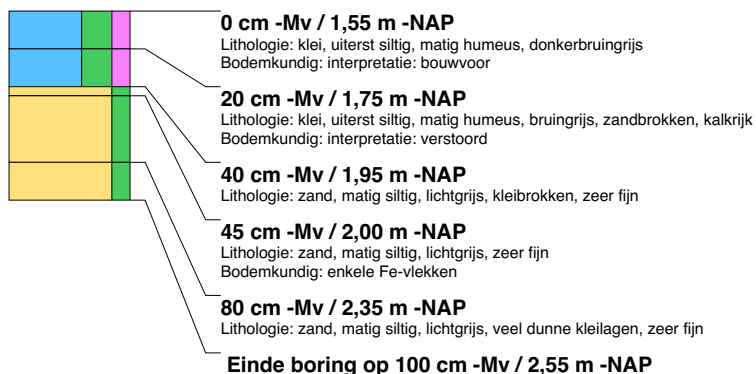 0 cm -Mv / 1,55 m -NAP
Lithologie: klei, uiterst siltig, matig humeus, donkerbruingrijs
Bodemkundig: interpretatie: bouwvoor
20 cm -Mv / 1,75 m -NAP
Lithologie: klei, uiterst siltig, matig humeus, bruingrijs, zandbrokken, kalkrijk
Bodemkundig: interpretatie: verstoord
40 cm -Mv / 1,95 m -NAP
Lithologie: zand, matig siltig, lichtgrijs, kleibrokken, zeer fijn
45 cm -Mv / 2,00 m -NAP
Lithologie: zand, matig siltig, lichtgrijs, zeer fijn
Bodemkundig: enkele Fe-vlekken
80 cm -Mv / 2,35 m -NAP
Lithologie: zand, matig siltig, lichtgrijs, veel dunne kleilagen, zeer fijn
Einde boring op 100 cm -Mv / 2,55 m -NAP